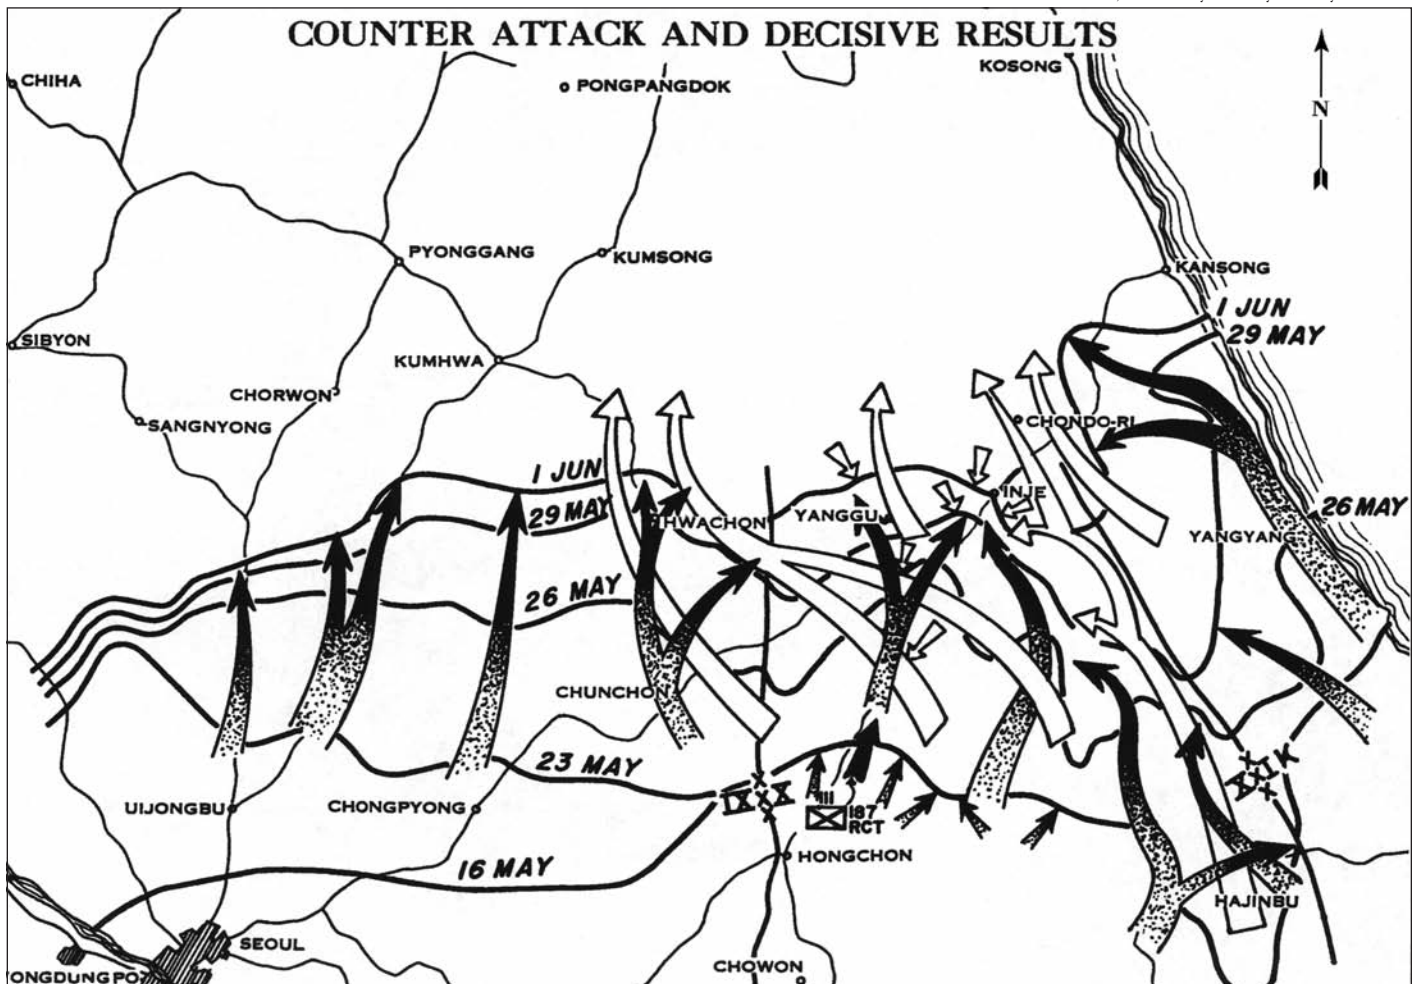 COUNTER ATTACK AND DECISIVE RESULTS
KOSONG
CHIHA
PONGPANGDOK
N
PYONGGANG
KUMSONG
KANSONG
1 JUN
29 MAY
SIBYON
KUMHWA
CHORWON
SANGNYONG
CHONDO-RI
1 JUN
29 MAY
INJE
HWACHON
YANGGU
26 MAY
YANGYANG
26 MAY
CHUNCHON
23 MAY
IX X
X
X
X
X
X
X I K
UIJONGBU
CHONGPYONG
III
187
RCT
16 MAY
HONGCHON
HAJINBU
SEOUL
CHOWON
ONGDUNGPO